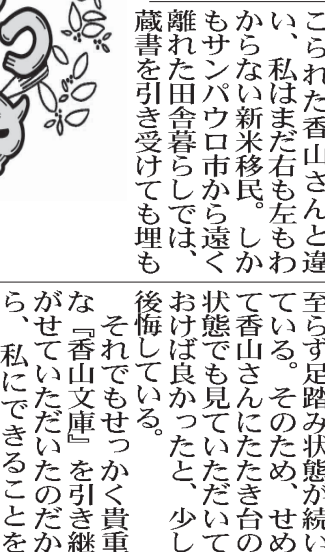 こられた香山さんと違
い、私はまだ右も左もわ
からない新米移民。しか
もサンパウロ市から遠く
離れた田舎暮らしでは、
蔵書を引き受けても埋も
至らず足踏み状態が続い
ている。そのため、せめ
て香山さんにたたき台の
状態でも見ていただいて
おけば良かったと、少し
後悔している。
それでもせっかく貴重
な『香山文庫』を引き継
がせていただいたのだか
ら、私にできることを